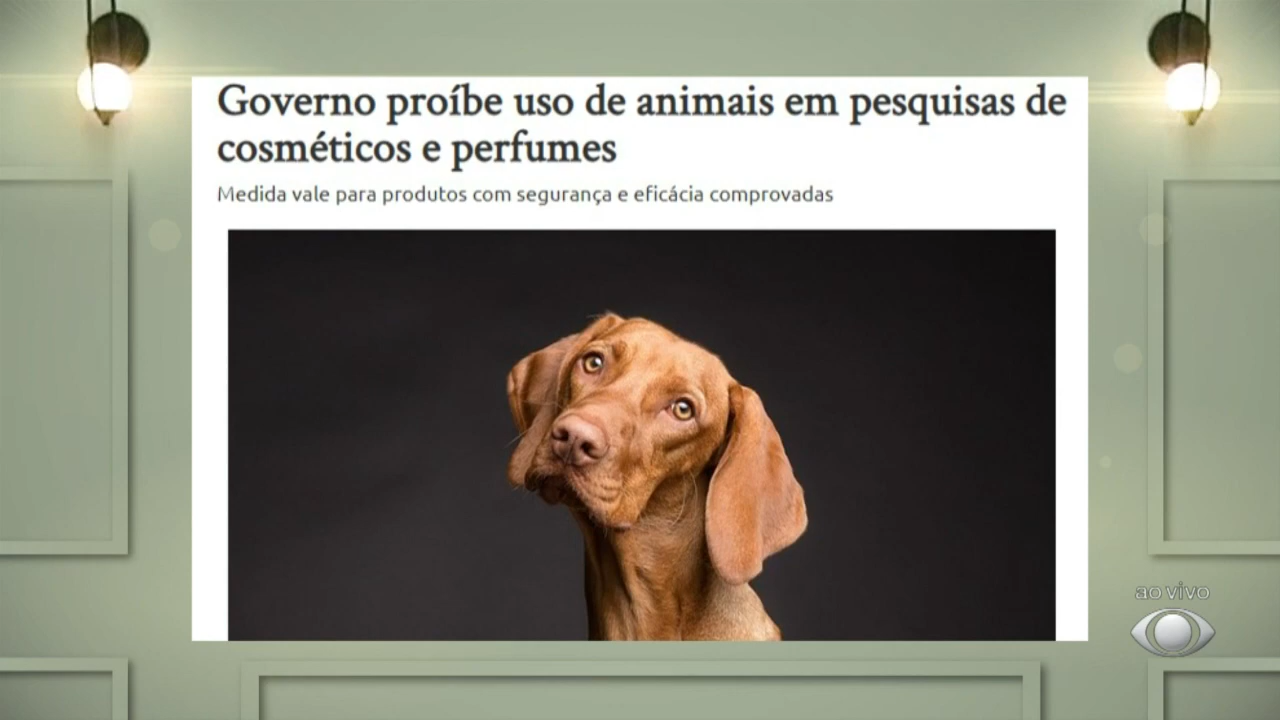 Governo proíbe uso de animais em pesquisas de
cosméticos e perfumes
Medida vale para produtos com segurança e eficácia comprovadas
ao vivo